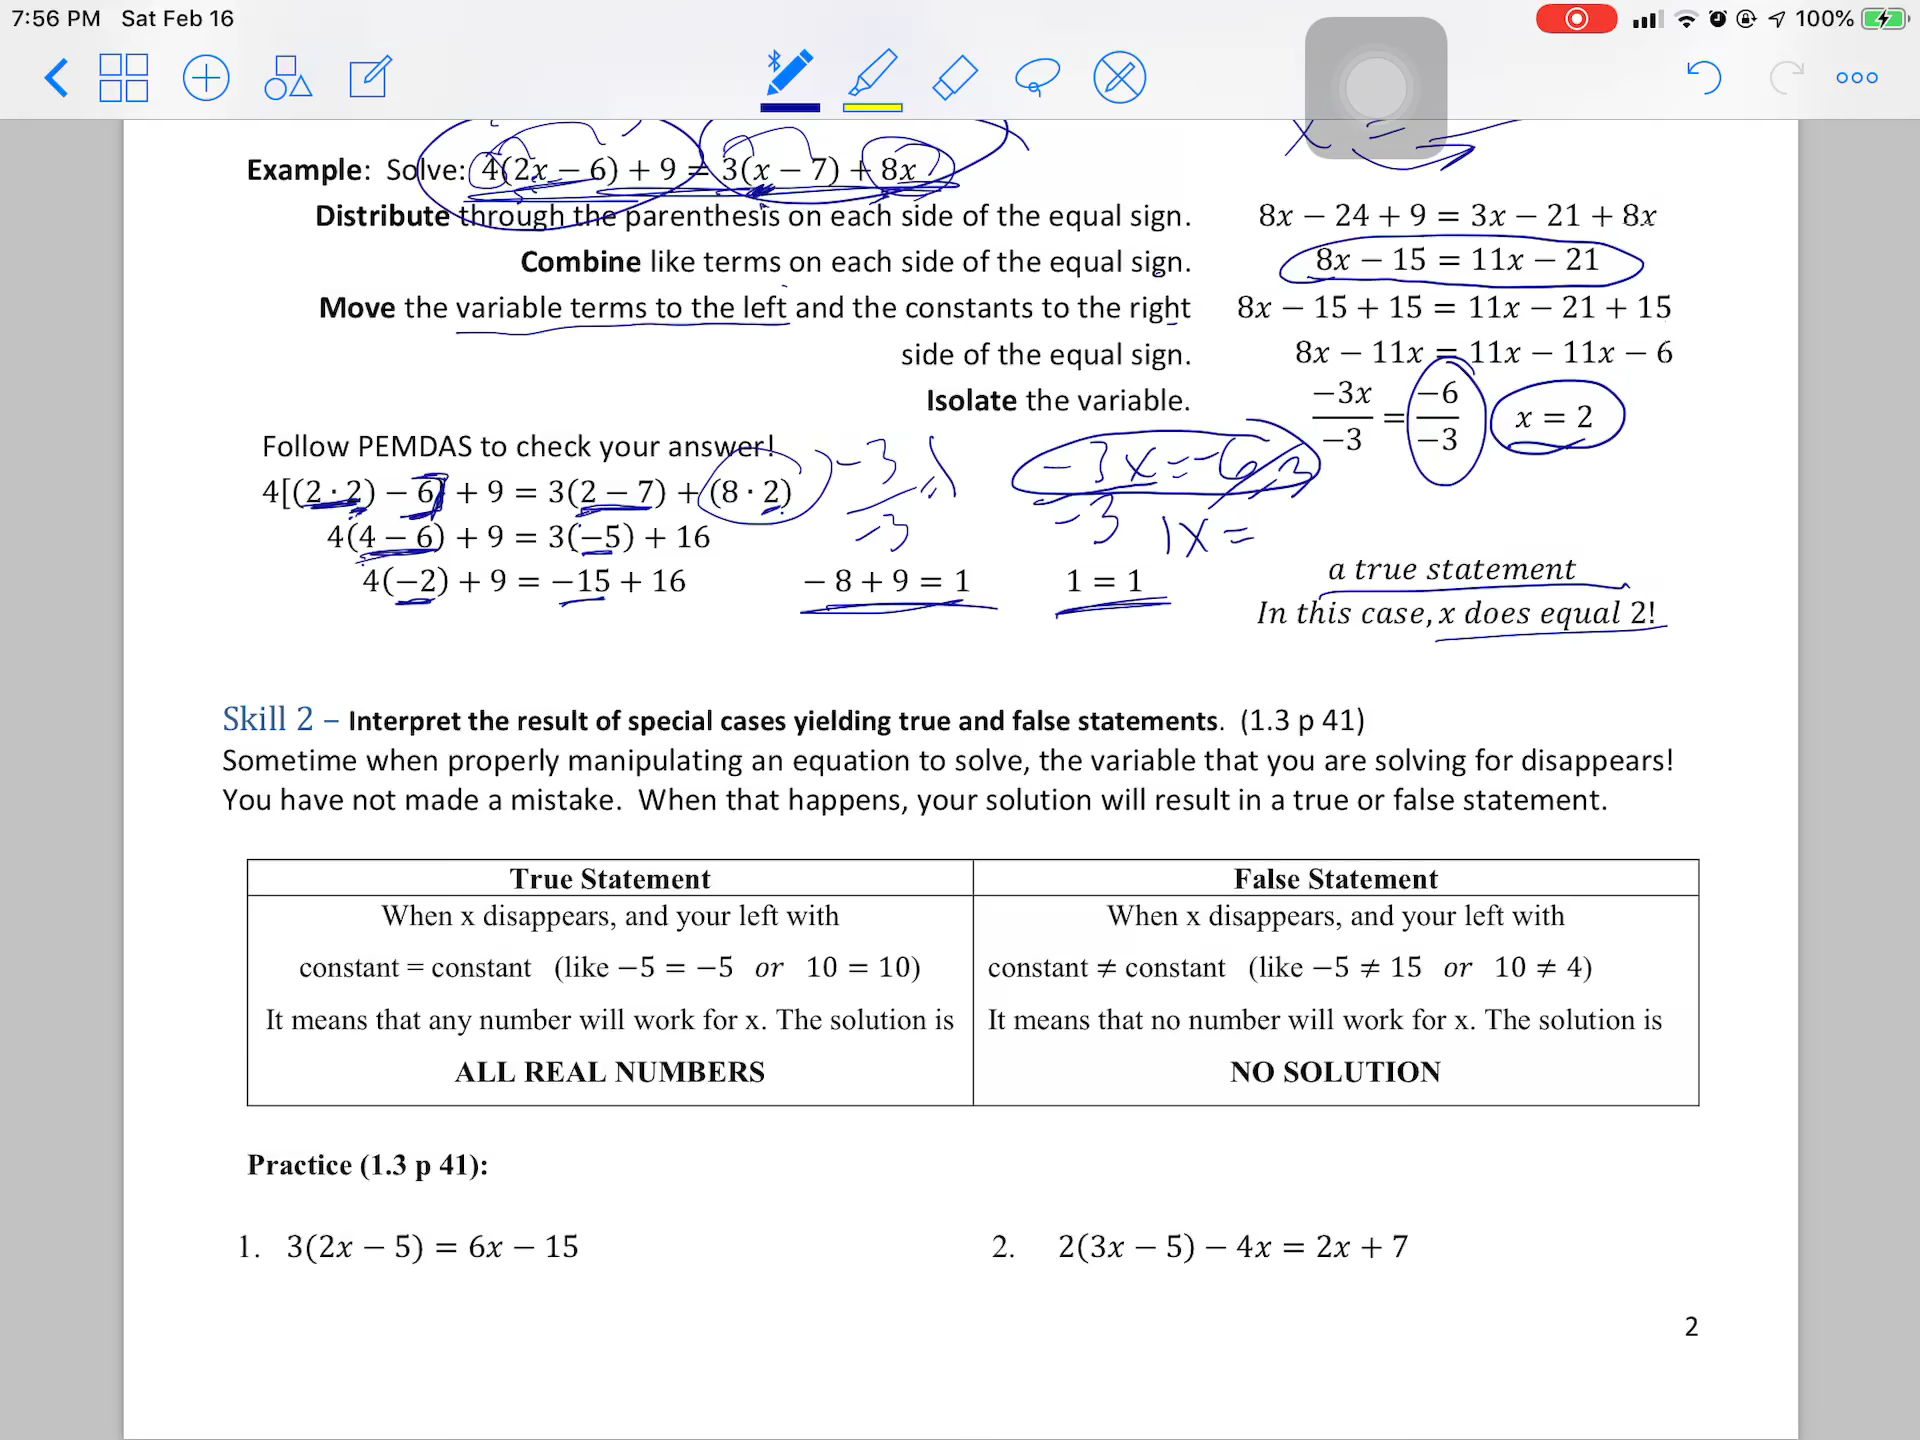 7:56 PM Sat Feb 16 100%
x =
Example: Solve: 4(2x − 6) + 9 = 3(x − 7) + 8x
Distribute through the parenthesis on each side of the equal sign. 8x − 24 + 9 = 3x − 21 + 8x
Combine like terms on each side of the equal sign. 8x − 15 = 11x − 21
Move the variable terms to the left and the constants to the right 8x − 15 + 15 = 11x − 21 + 15
side of the equal sign. 8x − 11x = 11x − 11x − 6
Isolate the variable. −3x/−3 = −6/−3 x = 2
Follow PEMDAS to check your answer!
4[(2 · 2) − 6] + 9 = 3(2 − 7) + (8 · 2)
−3/−3 −3x = −6
−3 1x =
4(4 − 6) + 9 = 3(−5) + 16
4(−2) + 9 = −15 + 16 − 8 + 9 = 1 1 = 1
a true statement
In this case, x does equal 2!
Skill 2 – Interpret the result of special cases yielding true and false statements. (1.3 p 41)
Sometime when properly manipulating an equation to solve, the variable that you are solving for disappears!
You have not made a mistake. When that happens, your solution will result in a true or false statement.
True Statement
When x disappears, and your left with
constant = constant (like −5 = −5 or 10 = 10)
It means that any number will work for x. The solution is
ALL REAL NUMBERS
False Statement
When x disappears, and your left with
constant ≠ constant (like −5 ≠ 15 or 10 ≠ 4)
It means that no number will work for x. The solution is
NO SOLUTION
Practice (1.3 p 41):
1. 3(2x − 5) = 6x − 15
2. 2(3x − 5) − 4x = 2x + 7
2